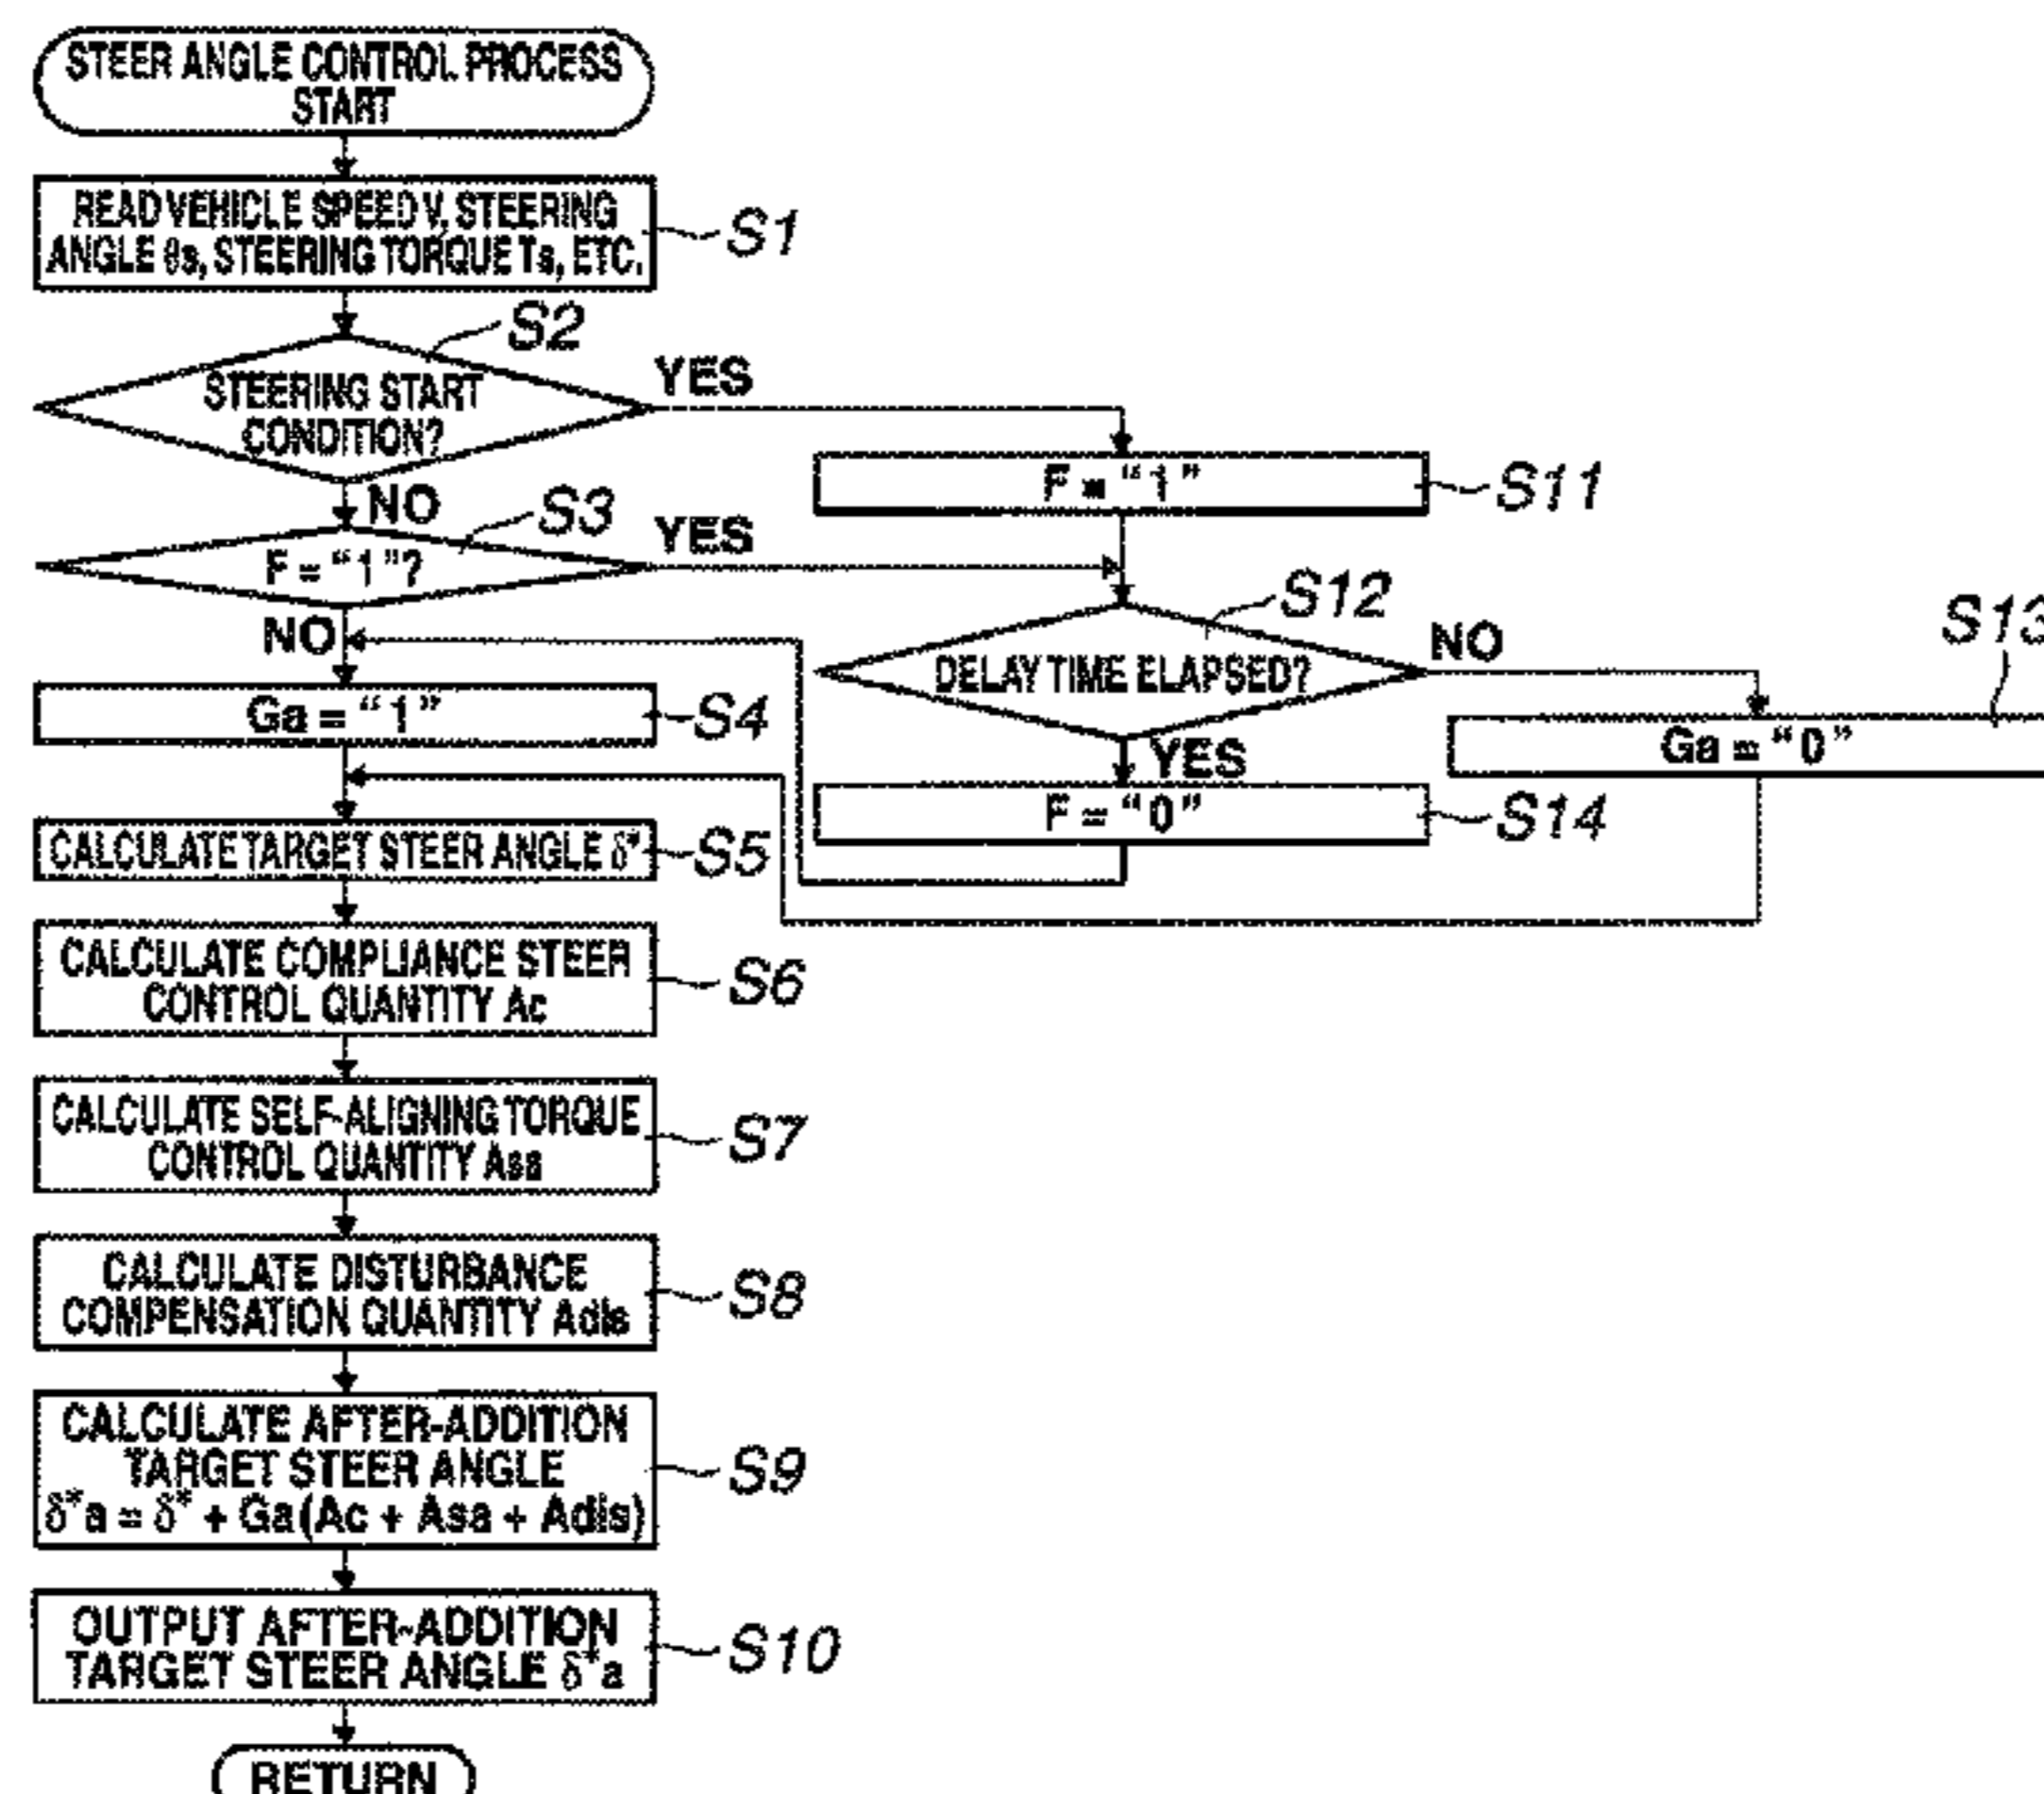 STEER ANGLE CONTROL PROCESS
START
READ VEHICLE SPEED V, STEERING
ANGLE θs, STEERING TORQUE Ts, ETC.
S1
S2
STEERING START
CONDITION?
YES
NO
F = “1”
S11
S3
F = “1”?
YES
NO
S12
DELAY TIME ELAPSED?
NO
YES
S13
Ga = “0”
Ga = “1”
S4
F = “0”
S14
CALCULATE TARGET STEER ANGLE δ*
S5
CALCULATE COMPLIANCE STEER
CONTROL QUANTITY Ac
S6
CALCULATE SELF-ALIGNING TORQUE
CONTROL QUANTITY Asa
S7
CALCULATE DISTURBANCE
COMPENSATION QUANTITY Adis
S8
CALCULATE AFTER-ADDITION
TARGET STEER ANGLE
δ*a = δ* + Ga(Ac + Asa + Adis)
S9
OUTPUT AFTER-ADDITION
TARGET STEER ANGLE δ*a
S10
RETURN